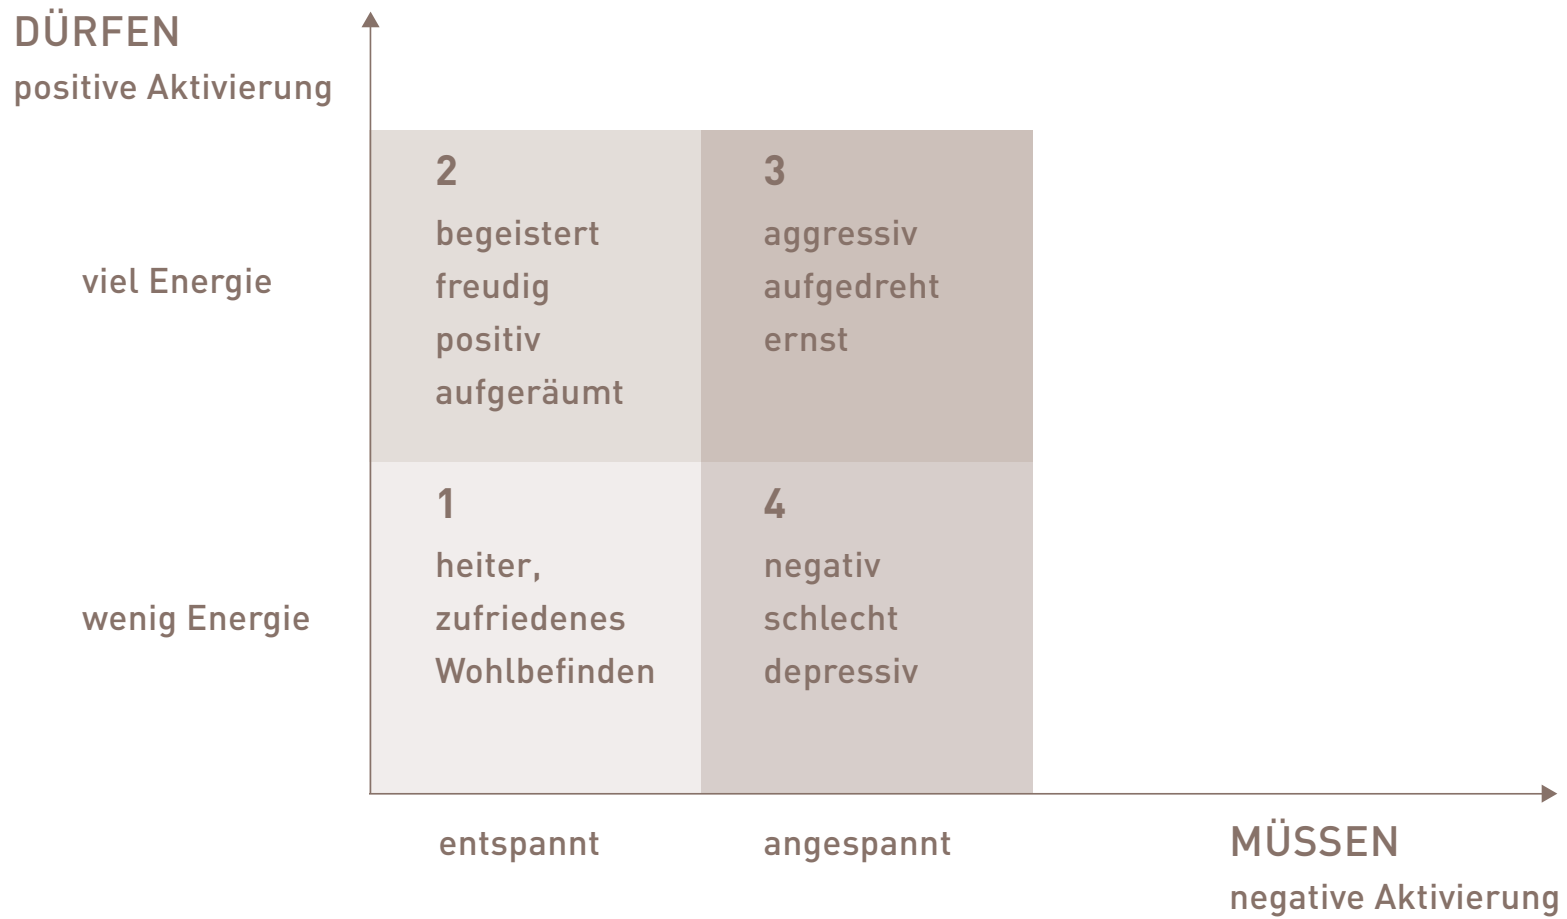 DÜRFEN
positive Aktivierung
viel Energie
wenig Energie
2
begeistert
freudig
positiv
aufgeräumt
3
aggressiv
aufgedreht
ernst
1
heiter,
zufriedenes
Wohlbefinden
4
negativ
schlecht
depressiv
entspannt
angespannt
MÜSSEN
negative Aktivierung